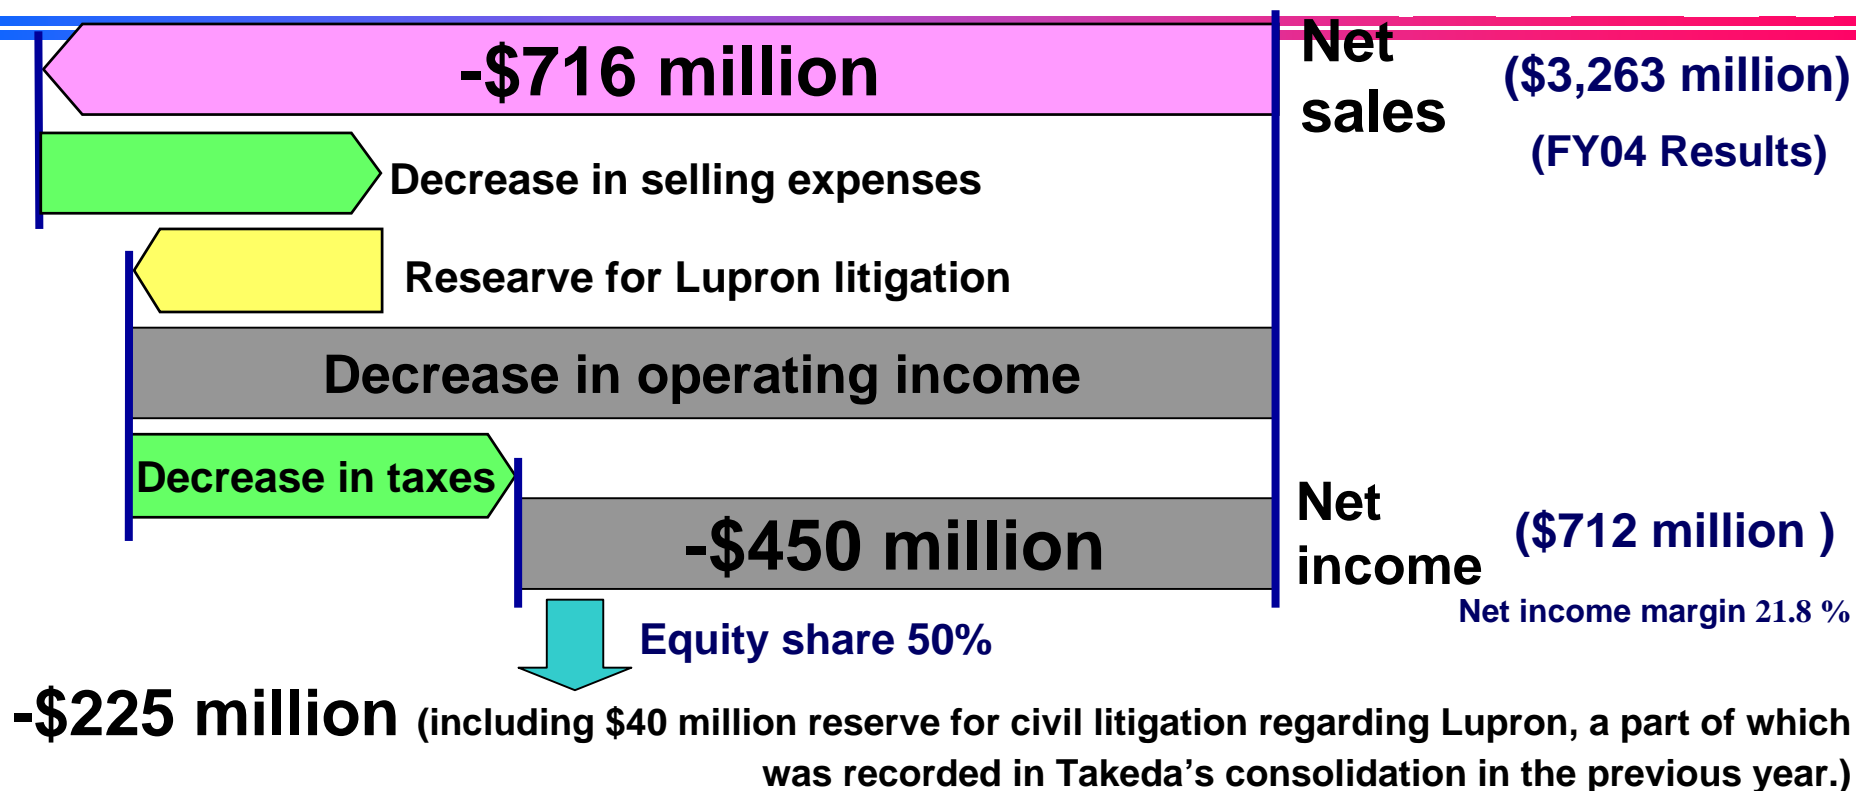 -$716 million
Net
sales
($3,263 million)
(FY04 Results)
Decrease in selling expenses
Researve for Lupron litigation
Decrease in operating income
Decrease in taxes
-$450 million
Net
income
($712 million )
Net income margin 21.8 %
Equity share 50%
-$225 million (including $40 million reserve for civil litigation regarding Lupron, a part of which
was recorded in Takeda’s consolidation in the previous year.)